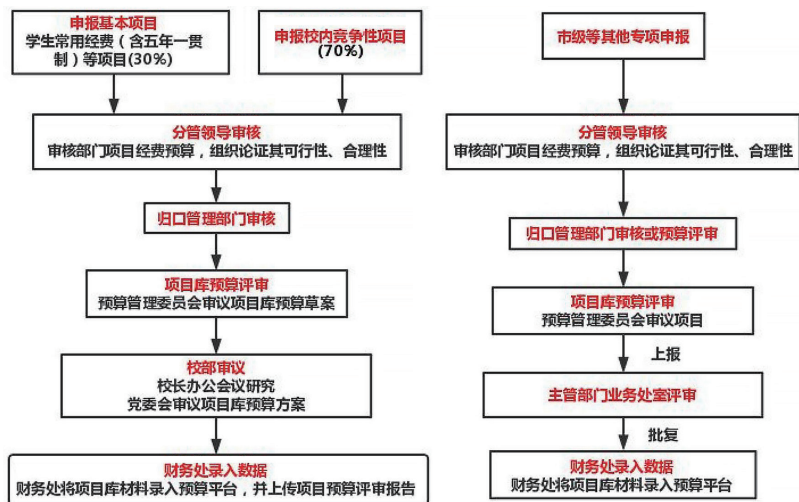 申报基本项目
学生常用经费（含五年一贯
制）等项目(30%)
申报校内竞争性项目
(70%)
分管领导审核
审核部门项目经费预算，组织论证其可行性、合理性
归口管理部门审核
项目库预算评审
预算管理委员会审议项目库预算草案
校部审议
校长办公会议研究
党委会审议项目库预算方案
财务处录入数据
财务处将项目库材料录入预算平台，并上传项目预算评审报告
市级等其他专项申报
分管领导审核
审核部门项目经费预算，组织论证其可行性、合理性
归口管理部门审核或预算评审
项目库预算评审
预算管理委员会审议项目
上报
主管部门业务处室评审
批复
财务处录入数据
财务处将项目库材料录入预算平台